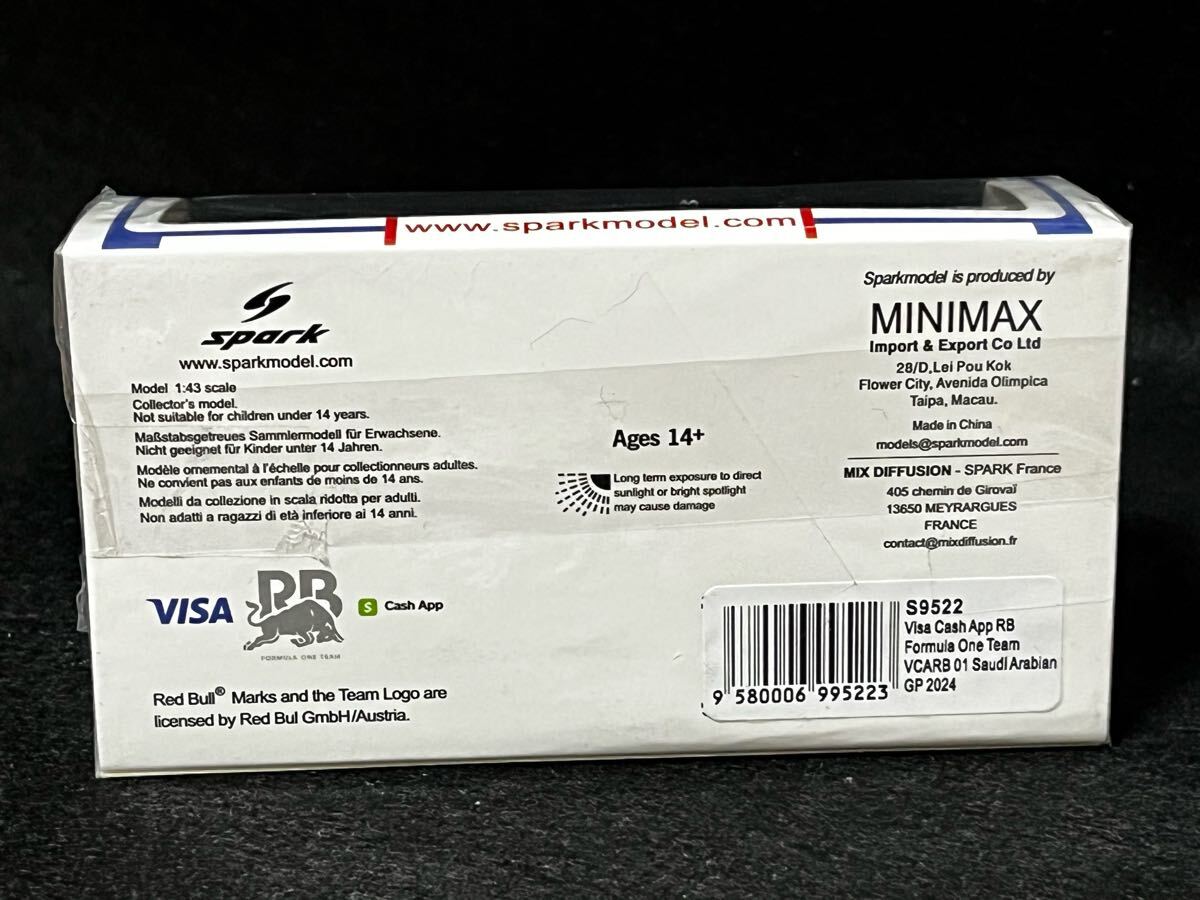 www.sparkmodel.com
spark
www.sparkmodel.com
Model 1:43 scale
Collector's model.
Not suitable for children under 14 years.
Maßstabsgetreues Sammlermodell für Erwachsene.
Nicht geeignet für Kinder unter 14 Jahren.
Modèle ornemental à l'échelle pour collectionneurs adultes.
Ne convient pas aux enfants de moins de 14 ans.
Modelli da collezione in scala ridotta per adulti.
Non adatti a ragazzi di età inferiore ai 14 anni.
Ages 14+
Long term exposure to direct
sunlight or bright spotlight
may cause damage
Sparkmodel is produced by
MINIMAX
Import & Export Co Ltd
28/D,Lei Pou Kok
Flower City, Avenida Olimpica
Taipa, Macau.
Made in China
models@sparkmodel.com
MIX DIFFUSION - SPARK France
405 chemin de Girovaï
13650 MEYRARGUES
FRANCE
contact@mixdiffusion.fr
VISA
RB
FORMULA ONE TEAM
S Cash App
Red Bull® Marks and the Team Logo are
licensed by Red Bul GmbH/Austria.
9 580006 995223
S9522
Visa Cash App RB
Formula One Team
VCARB 01 Saudi Arabian
GP 2024